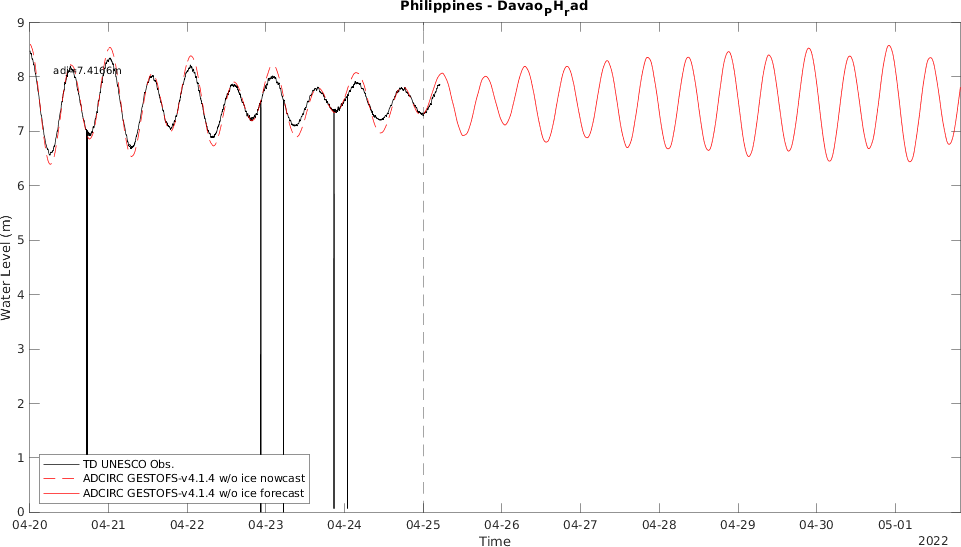 Philippines - DavaoPHrad
9
8
7
6
5
4
3
2
1
0
Water Level (m)
adj=7.4166m
TD UNESCO Obs.
ADCIRC GESTOFS-v4.1.4 w/o ice nowcast
ADCIRC GESTOFS-v4.1.4 w/o ice forecast
04-20 04-21 04-22 04-23 04-24 04-25 04-26 04-27 04-28 04-29 04-30 05-01
Time
2022